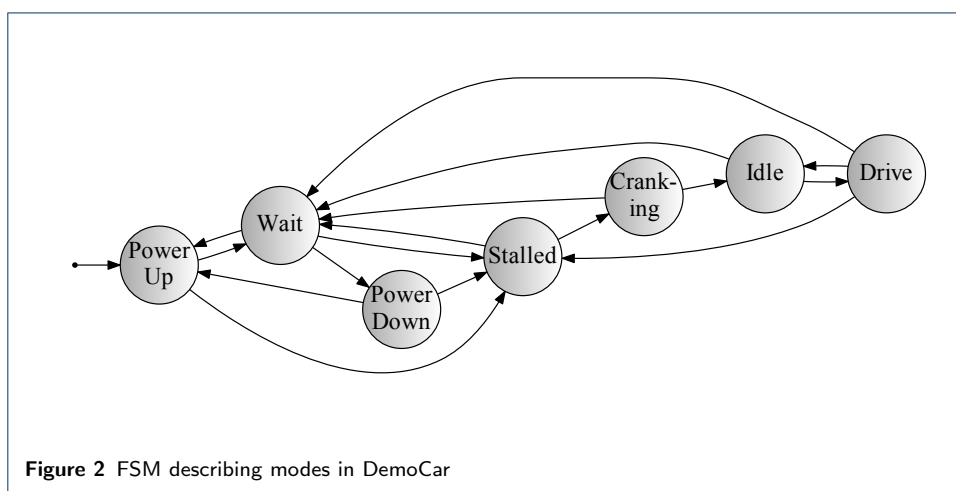 Power
Up
Wait
Power
Down
Stalled
Crank-
ing
Idle
Drive
Figure 2 FSM describing modes in DemoCar